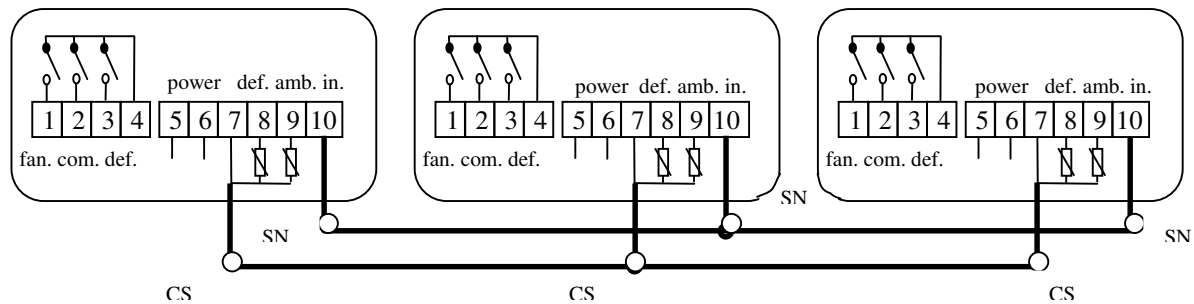 power def. amb. in. power def. amb. in. power def. amb. in.
1 2 3 4 5 6 7 8 9 10 1 2 3 4 5 6 7 8 9 10 1 2 3 4 5 6 7 8 9 10
fan. com. def. fan. com. def. fan. com. def.
SN
SN SN
CS CS CS